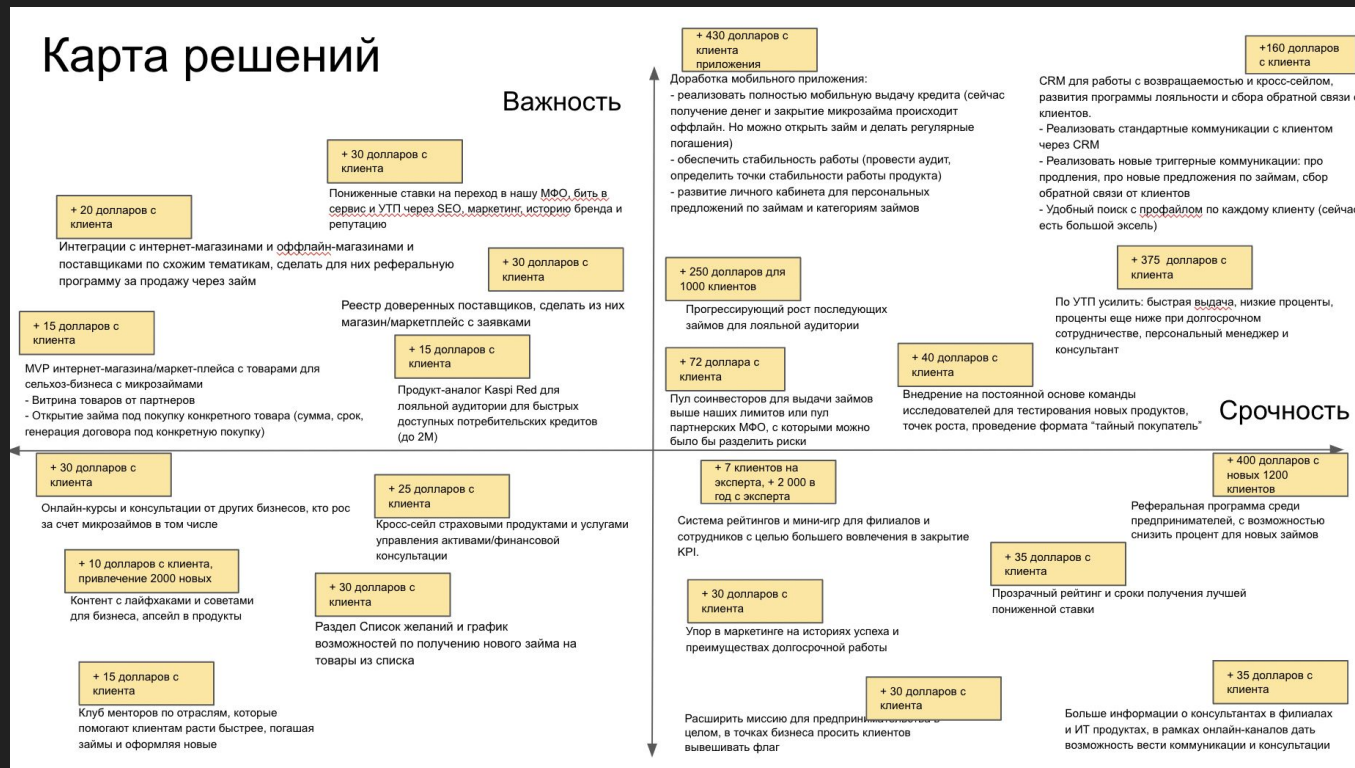 Карта решений
Важность
+ 430 долларов с
клиента
приложения
Доработка мобильного приложения:
- реализовать полностью мобильную выдачу кредита (сейчас
получение денег и закрытие микрозайма происходит
оффлайн. Но можно открыть займ и делать регулярные
погашения)
- обеспечить стабильность работы (провести аудит,
определить точки стабильности работы продукта)
- развитие личного кабинета для персональных
предложений по займам и категориям займов
+160 долларов
с клиента
CRM для работы с возвращаемостью и кросс-сейлом,
развития программы лояльности и сбора обратной связи с
клиентов.
- Реализовать стандартные коммуникации с клиентом
через CRM
- Реализовать новые триггерные коммуникации: про
продления, про новые предложения по займам, сбор
обратной связи от клиентов
- Удобный поиск с профайлом по каждому клиенту (сейчас
есть большой эксель)
+ 30 долларов с
клиента
Пониженные ставки на переход в нашу МФО, бить в
сервис и УТП через SEO, маркетинг, историю бренда и
репутацию
+ 20 долларов с
клиента
Интеграции с интернет-магазинами и оффлайн-магазинами и
поставщиками по схожим тематикам, сделать для них реферальную
программу за продажу через займ
+ 30 долларов с
клиента
Реестр доверенных поставщиков, сделать из них
магазин/маркетплейс с заявками
+ 15 долларов с
клиента
MVP интернет-магазина/маркет-плейса с товарами для
сельхоз-бизнеса с микрозаймами
- Витрина товаров от партнеров
- Открытие займа под покупку конкретного товара (сумма, срок,
генерация договора под конкретную покупку)
+ 15 долларов с
клиента
Продукт-аналог Kaspi Red для
лояльной аудитории для быстрых
доступных потребительских кредитов
(до 2М)
+ 250 долларов для
1000 клиентов
Прогрессирующий рост последующих
займов для лояльной аудитории
+ 375 долларов с
клиента
По УТП усилить: быстрая выдача, низкие проценты,
проценты еще ниже при долгосрочном
сотрудничестве, персональный менеджер и
консультант
+ 72 доллара с
клиента
Пул соинвесторов для выдачи займов
выше наших лимитов или пул
партнерских МФО, с которыми можно
было бы разделить риски
+ 40 долларов с
клиента
Внедрение на постоянной основе команды
исследователей для тестирования новых продуктов,
точек роста, проведение формата “тайный покупатель”
Срочность
+ 30 долларов с
клиента
Онлайн-курсы и консультации от других бизнесов, кто рос
за счет микрозаймов в том числе
+ 25 долларов с
клиента
Кросс-сейл страховыми продуктами и услугами
управления активами/финансовой
консультации
+ 10 долларов с клиента,
привлечение 2000 новых
Контент с лайфхаками и советами
для бизнеса, апсейл в продукты
+ 30 долларов с
клиента
Раздел Список желаний и график
возможностей по получению нового займа на
товары из списка
+ 15 долларов с
клиента
Клуб менторов по отраслям, которые
помогают клиентам расти быстрее, погашая
займы и оформляя новые
+ 7 клиентов на
эксперта, + 2 000 в
год с эксперта
Система рейтингов и мини-игр для филиалов и
сотрудников с целью большего вовлечения в закрытие
KPI.
+ 400 долларов с
новых 1200
клиентов
Реферальная программа среди
предпринимателей, с возможностью
снизить процент для новых займов
+ 35 долларов с
клиента
Прозрачный рейтинг и сроки получения лучшей
пониженной ставки
+ 30 долларов с
клиента
Упор в маркетинге на историях успеха и
преимуществах долгосрочной работы
+ 30 долларов с
клиента
Расширить миссию для предпринимательства в
целом, в точках бизнеса просить клиентов
вывешивать флаг
+ 35 долларов с
клиента
Больше информации о консультантах в филиалах
и ИТ продуктах, в рамках онлайн-каналов дать
возможность вести коммуникации и консультации